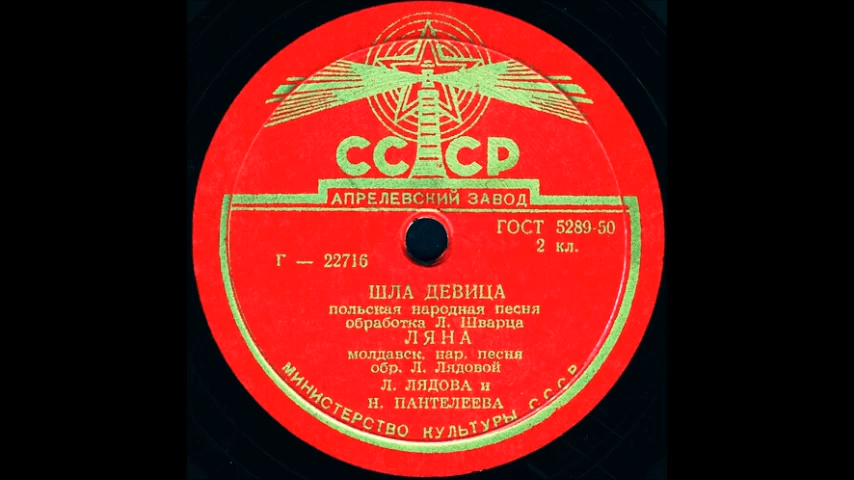 СССР
АПРЕЛЕВСКИЙ ЗАВОД
ГОСТ 5289-50
2 кл.
Г — 22716
ШЛА ДЕВИЦА
польская народная песня
обработка Л. Шварца
ЛЯНА
молдавск. нар. песня
обр. Л. Лядовой
Л. ЛЯДОВА и
Н. ПАНТЕЛЕЕВА
МИНИСТЕРСТВО КУЛЬТУРЫ СССР